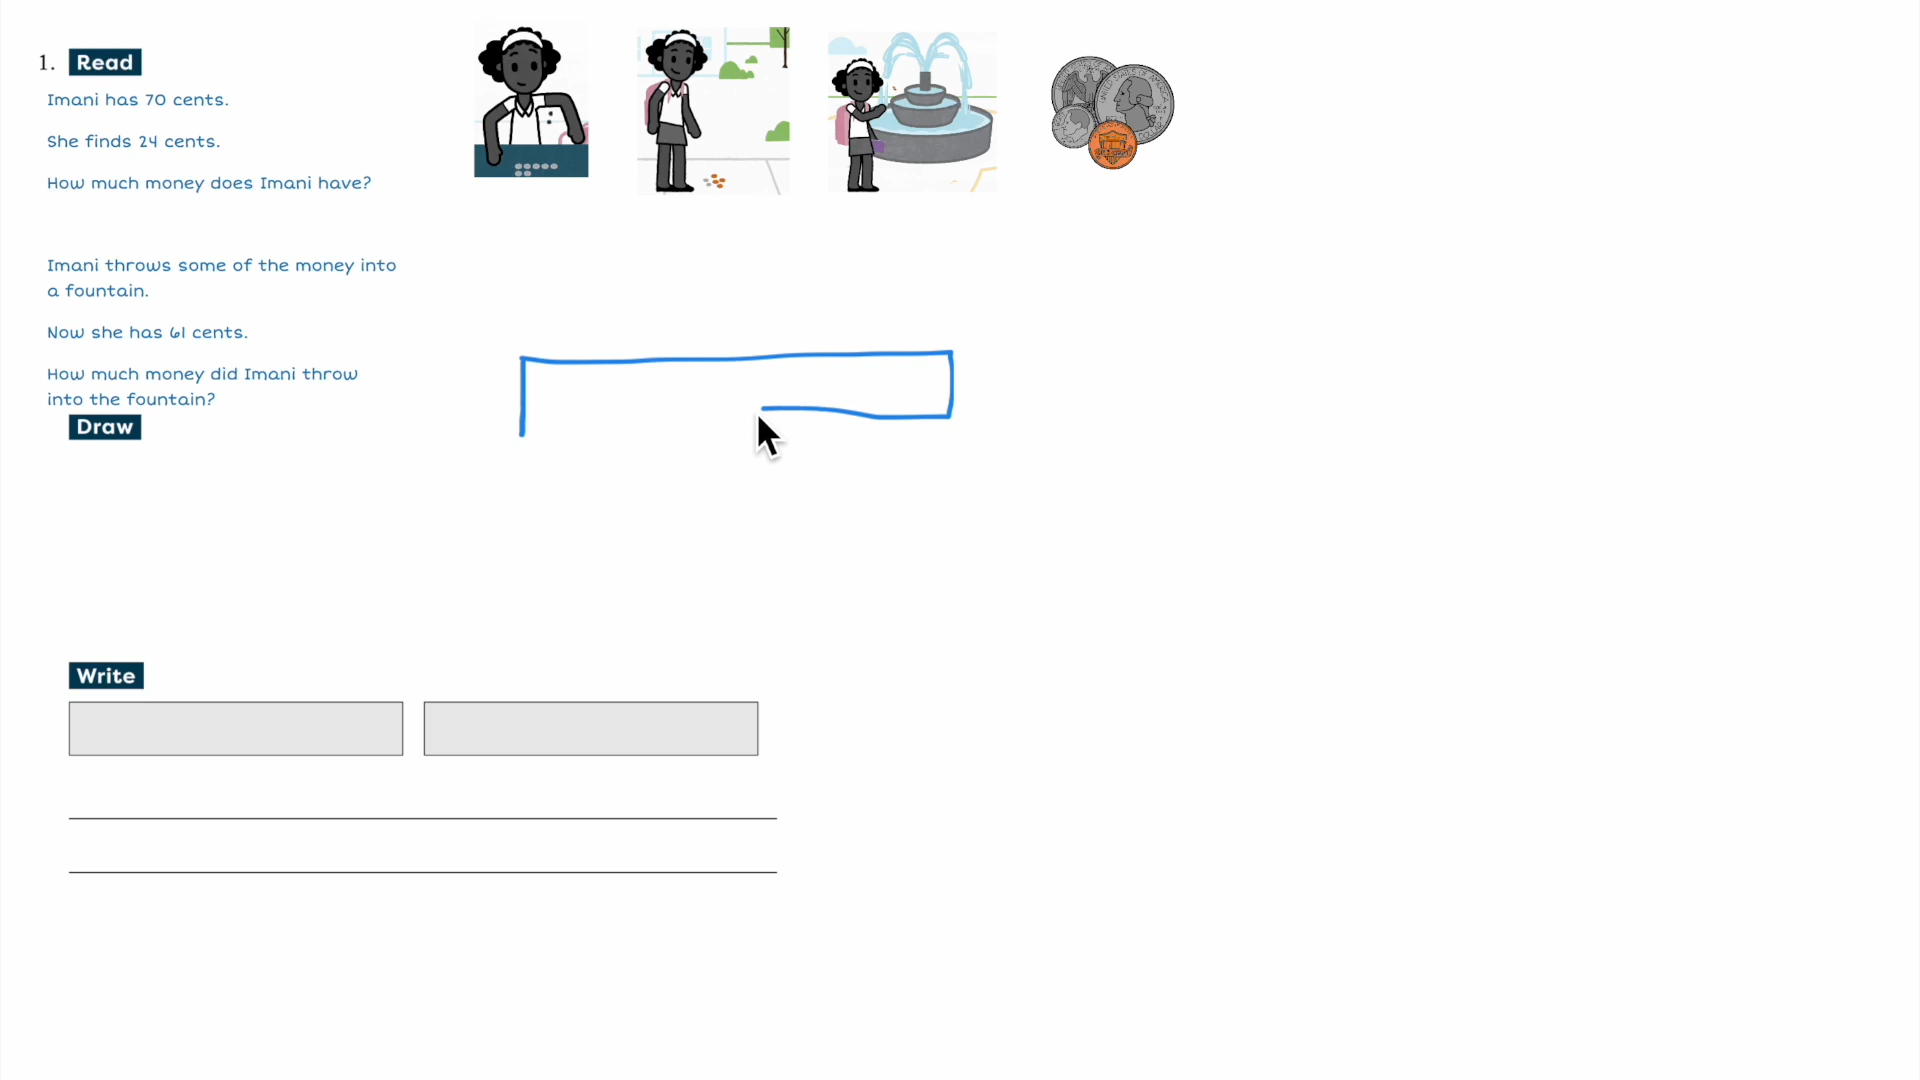 1. Read
Imani has 70 cents.
She finds 24 cents.
How much money does Imani have?
Imani throws some of the money into
a fountain.
Now she has 61 cents.
How much money did Imani throw
into the fountain?
Draw
Write